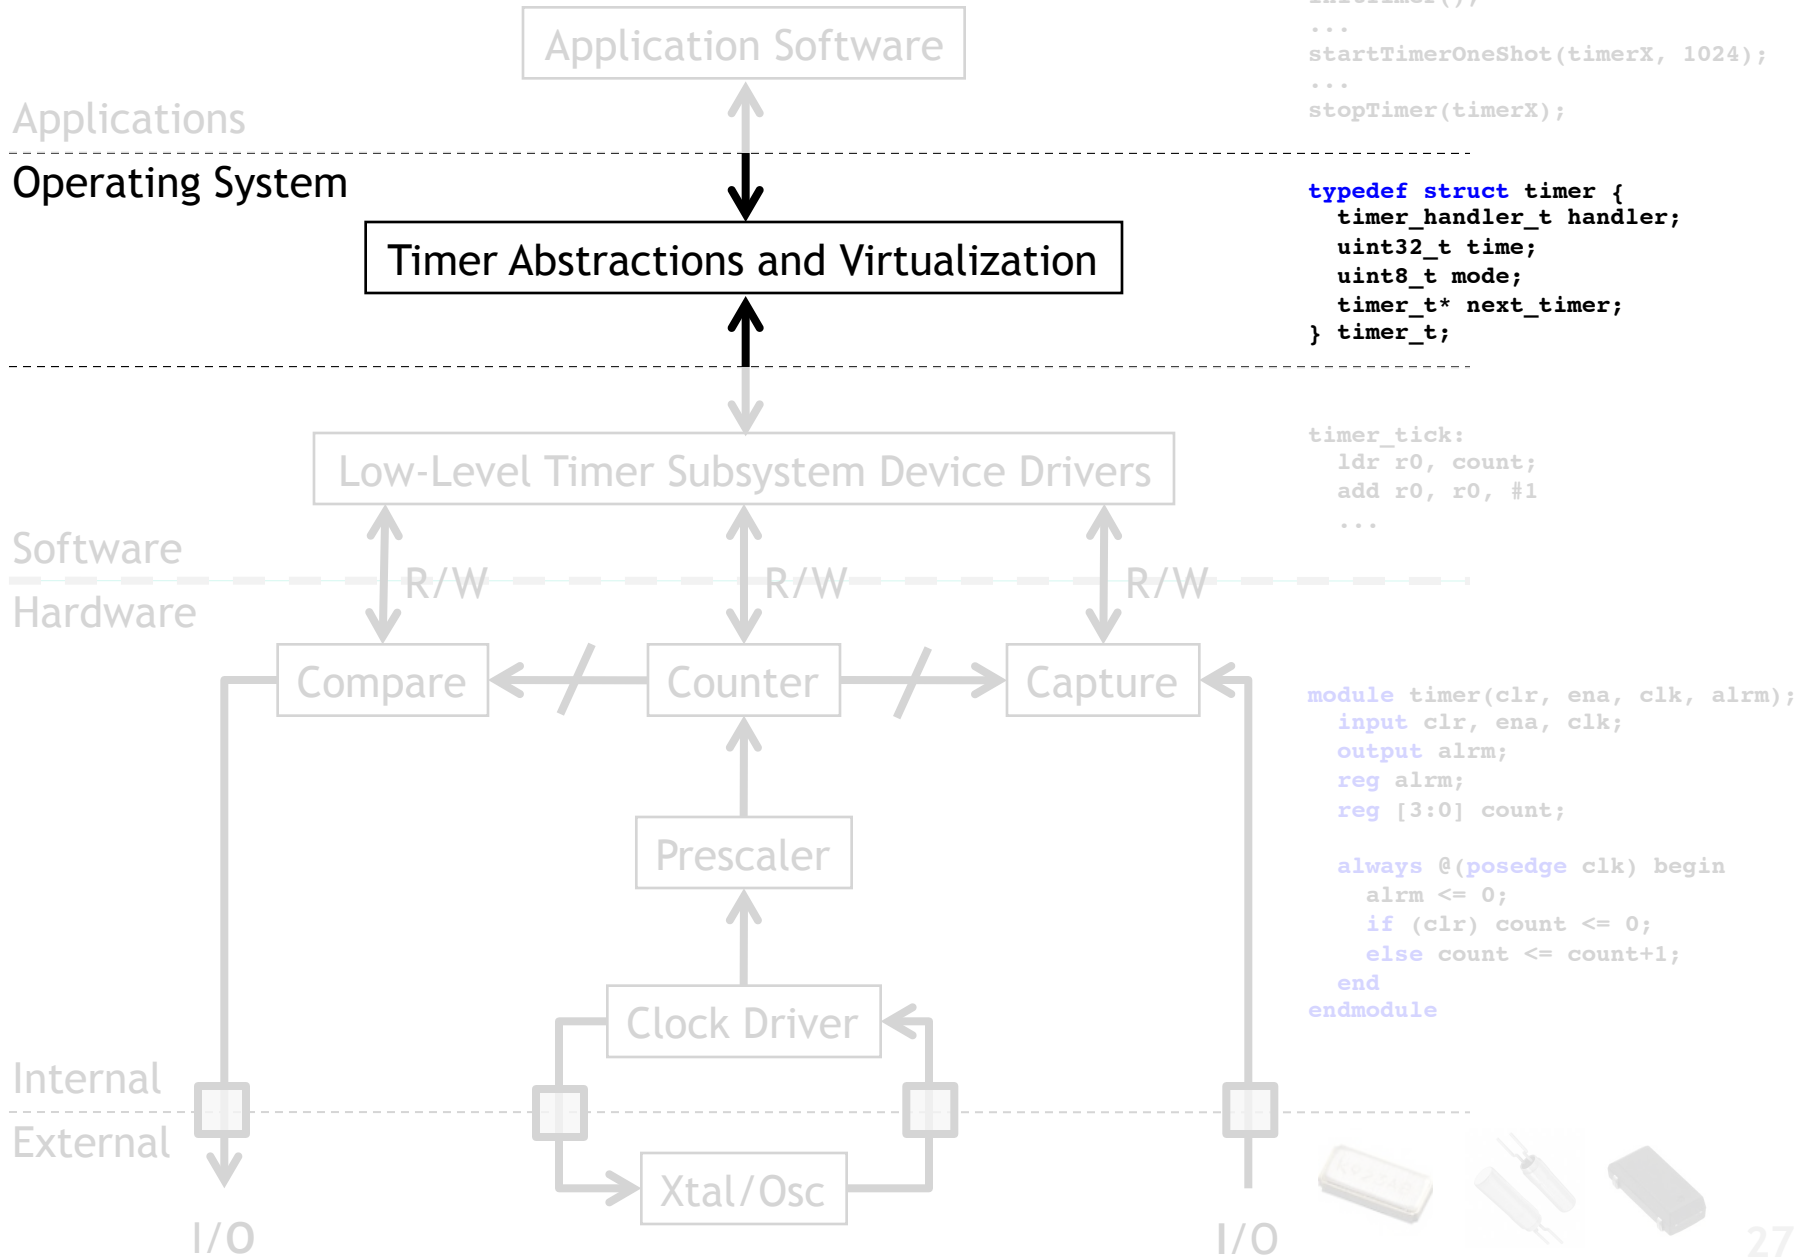 Application Software
Applications
Operating System
Timer Abstractions and Virtualization
Low-Level Timer Subsystem Device Drivers
Software
R/W
R/W
R/W
Hardware
Compare
Counter
Capture
Prescaler
Clock Driver
Internal
External
Xtal/Osc
I/O
I/O
...
startTimerOneShot(timerX, 1024);
...
stopTimer(timerX);
typedef struct timer {
timer_handler_t handler;
uint32_t time;
uint8_t mode;
timer_t* next_timer;
} timer_t;
timer_tick:
ldr r0, count;
add r0, r0, #1
...
module timer(clr, ena, clk, alrm);
input clr, ena, clk;
output alrm;
reg alrm;
reg [3:0] count;
always @(posedge clk) begin
alrm <= 0;
if (clr) count <= 0;
else count <= count+1;
end
endmodule
27